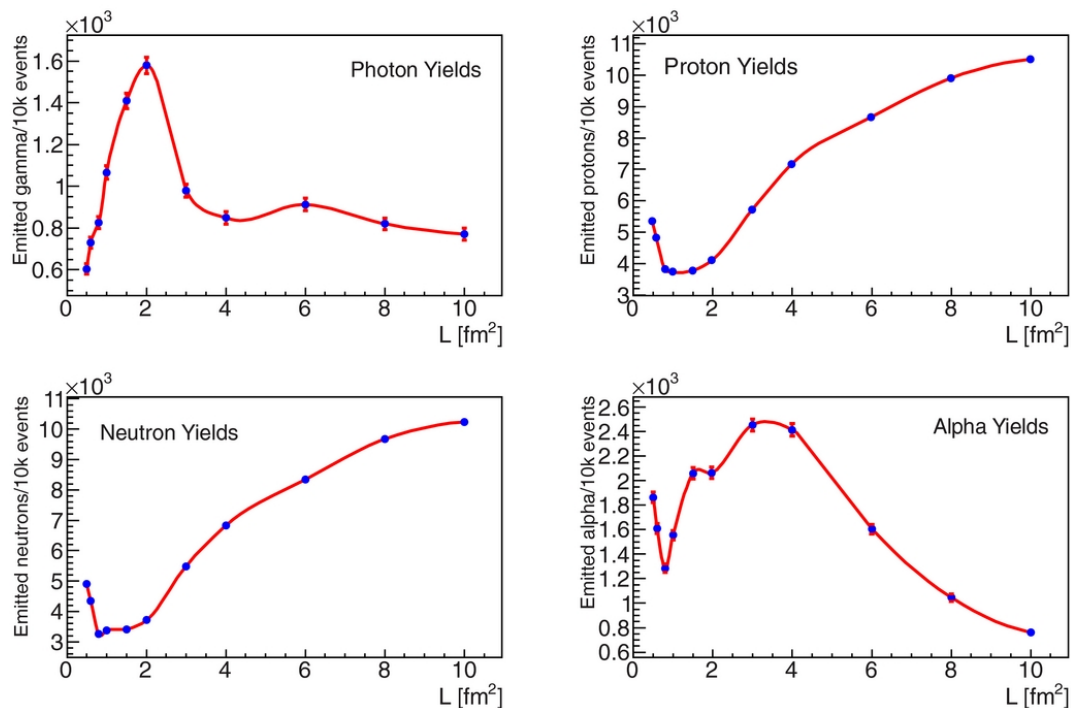 ×10³
Emitted gamma/10k events
1.6
1.4
1.2
1
0.8
0.6
Photon Yields
0 2 4 6 8 10
L [fm²]
×10³
Emitted protons/10k events
11
10
9
8
7
6
5
4
3
Proton Yields
0 2 4 6 8 10
L [fm²]
×10³
Emitted neutrons/10k events
11
10
9
8
7
6
5
4
3
Neutron Yields
0 2 4 6 8 10
L [fm²]
×10³
Emitted alpha/10k events
2.6
2.4
2.2
2
1.8
1.6
1.4
1.2
1
0.8
0.6
Alpha Yields
0 2 4 6 8 10
L [fm²]